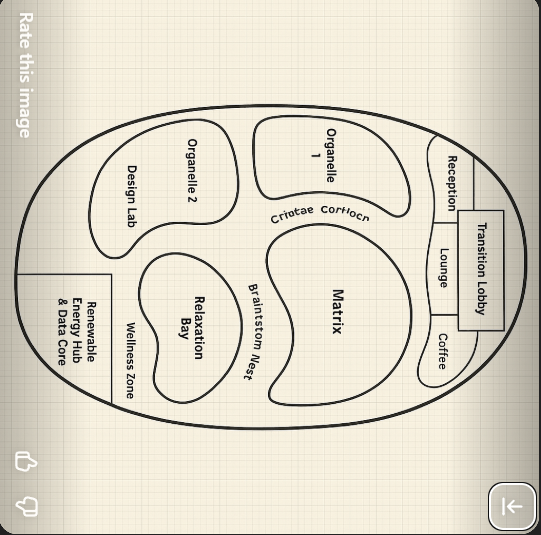 Transition Lobby
Reception
Lounge
Coffee
Organelle
1
Criotae CorHocn
Matrix
Braintstom Nest
Organelle 2
Design Lab
Relaxation
Bay
Wellness Zone
Renewable
Energy Hub
& Data Core
Rate this image